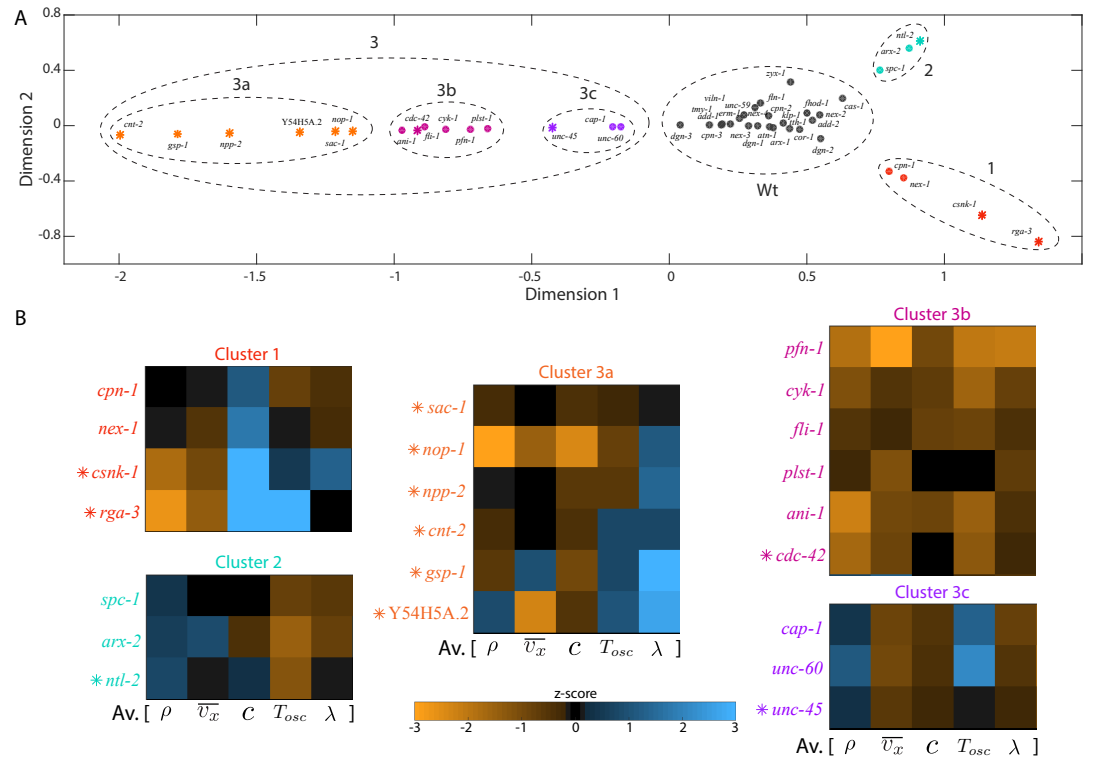 A
0.8
0.4
0
-0.4
-0.8
Dimension 2
-2
-1.5
-1
-0.5
0
0.5
1
Dimension 1
3
3a
3b
3c
Wt
2
1
cnt-2
gsp-1
npp-2
Y54H5A.2
nop-1
sac-1
cdc-42
ani-1
fli-1
cyk-1
pfn-1
plst-1
unc-45
cap-1
unc-60
zyx-1
viln-1
tmy-1
add-1
dgn-3
cpn-3
unc-59
erm-1
fln-1
nex-4
cpn-2
klp-1
nex-3
dgn-1
atn-1
arx-1
lth-1
fhod-1
cor-1
add-2
nex-2
cas-1
dgn-2
ntl-2
arx-2
spc-1
cpn-1
nex-1
csnk-1
rga-3
B
Cluster 1
cpn-1
nex-1
csnk-1
rga-3
Cluster 2
spc-1
arx-2
ntl-2
Av. [ ρ v̅x̅ c Tosc λ ]
Cluster 3a
sac-1
nop-1
npp-2
cnt-2
gsp-1
Y54H5A.2
Av. [ ρ v̅x̅ c Tosc λ ]
z-score
-3 -2 -1 0 1 2 3
Cluster 3b
pfn-1
cyk-1
fli-1
plst-1
ani-1
cdc-42
Cluster 3c
cap-1
unc-60
unc-45
Av. [ ρ v̅x̅ c Tosc λ ]